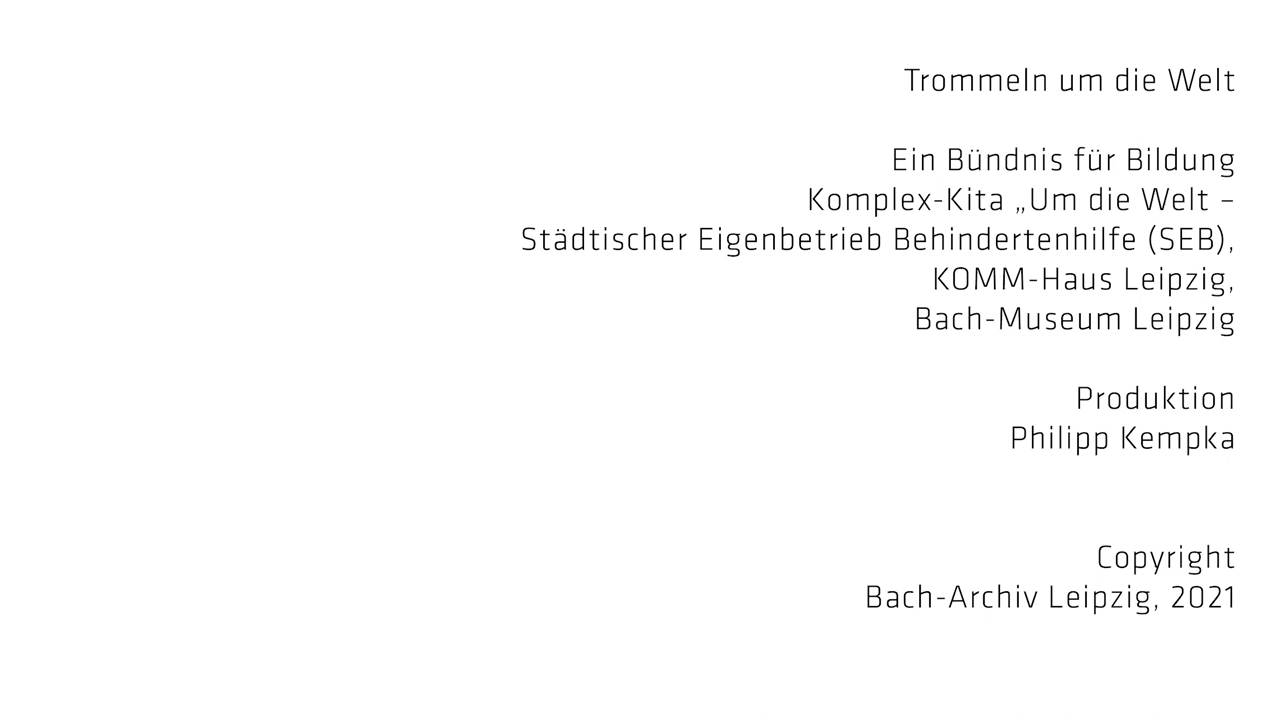 Trommeln um die Welt
Ein Bündnis für Bildung
Komplex-Kita „Um die Welt –
Städtischer Eigenbetrieb Behindertenhilfe (SEB),
KOMM-Haus Leipzig,
Bach-Museum Leipzig
Produktion
Philipp Kempka
Copyright
Bach-Archiv Leipzig, 2021